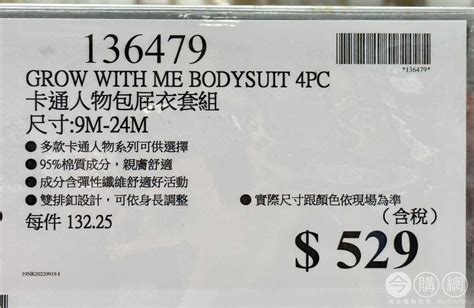 136479
*136479*
GROW WITH ME BODYSUIT 4PC
卡通人物包屁衣套組
尺寸:9M-24M
● 多款卡通人物系列可供選擇
● 95%棉質成分，親膚舒適
● 成分含彈性纖維舒適好活動
● 雙排釦設計，可依身長調整
● 實際尺寸跟顏色依現場為準
每件 132.25
(含稅)
$ 529
今購網